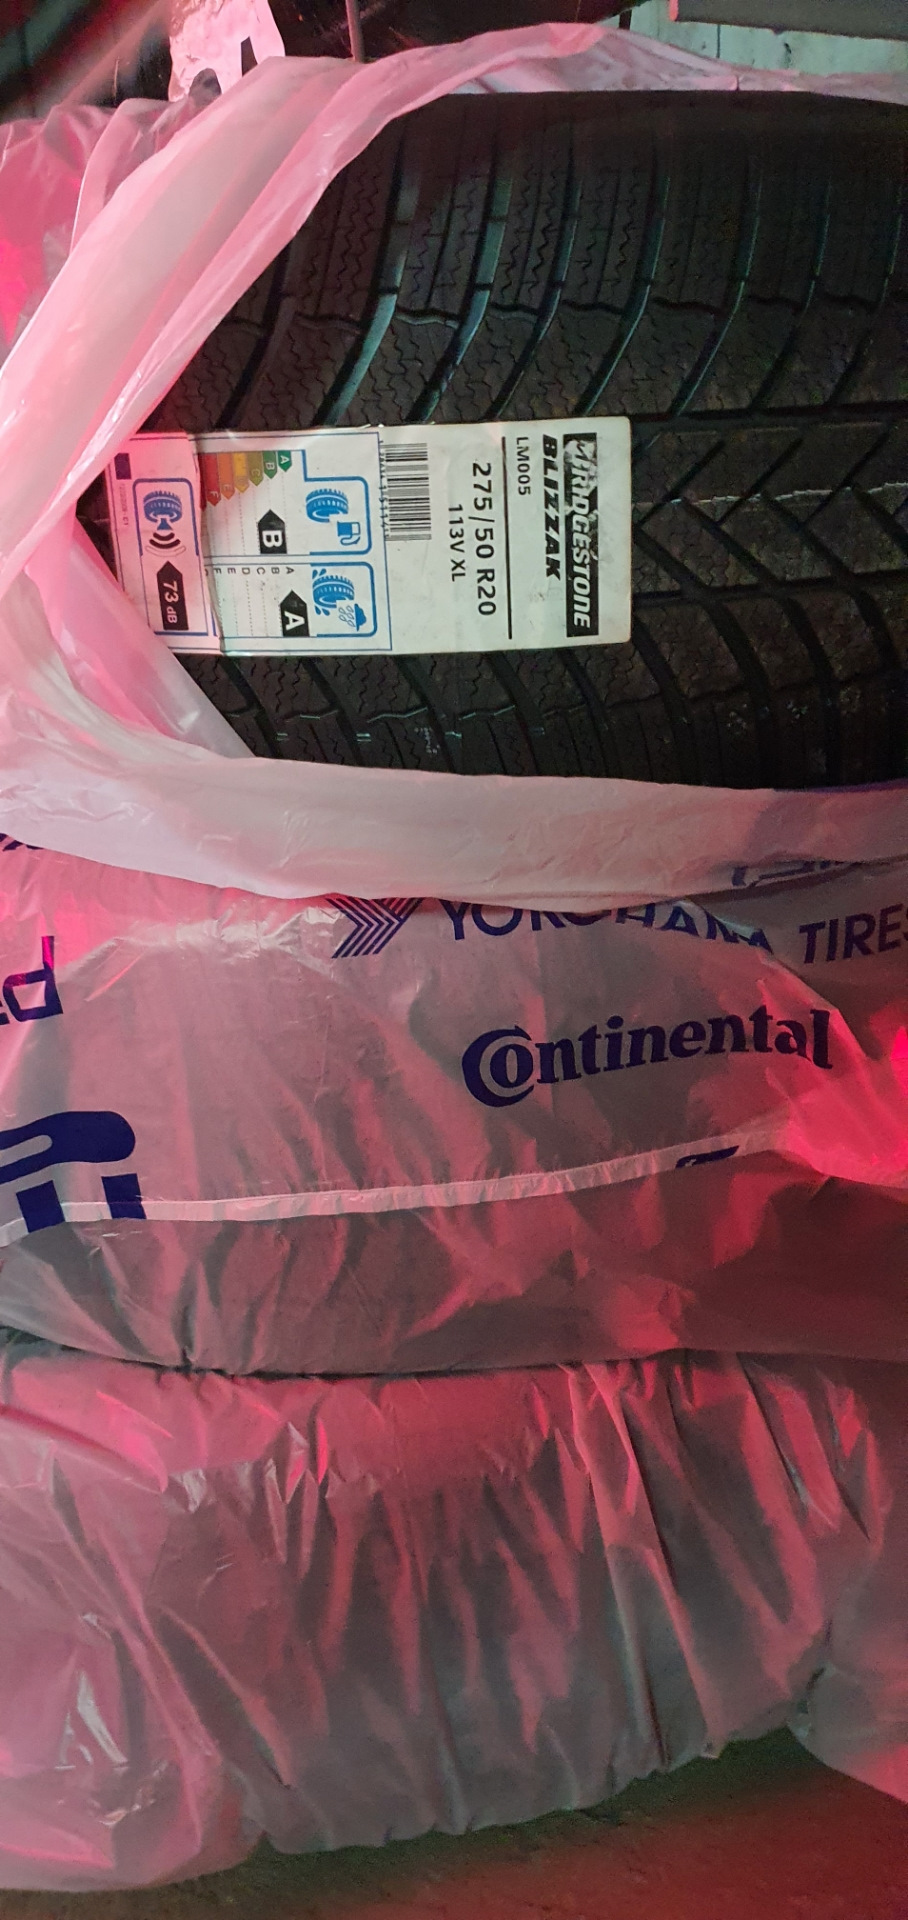 BRIDGESTONE
BLIZZAK
LM005
275/50 R20
113V XL
A
B
C
B
A
B
C
D
E
F
A
73 dB
YOKOHAMA TIRES
Continental